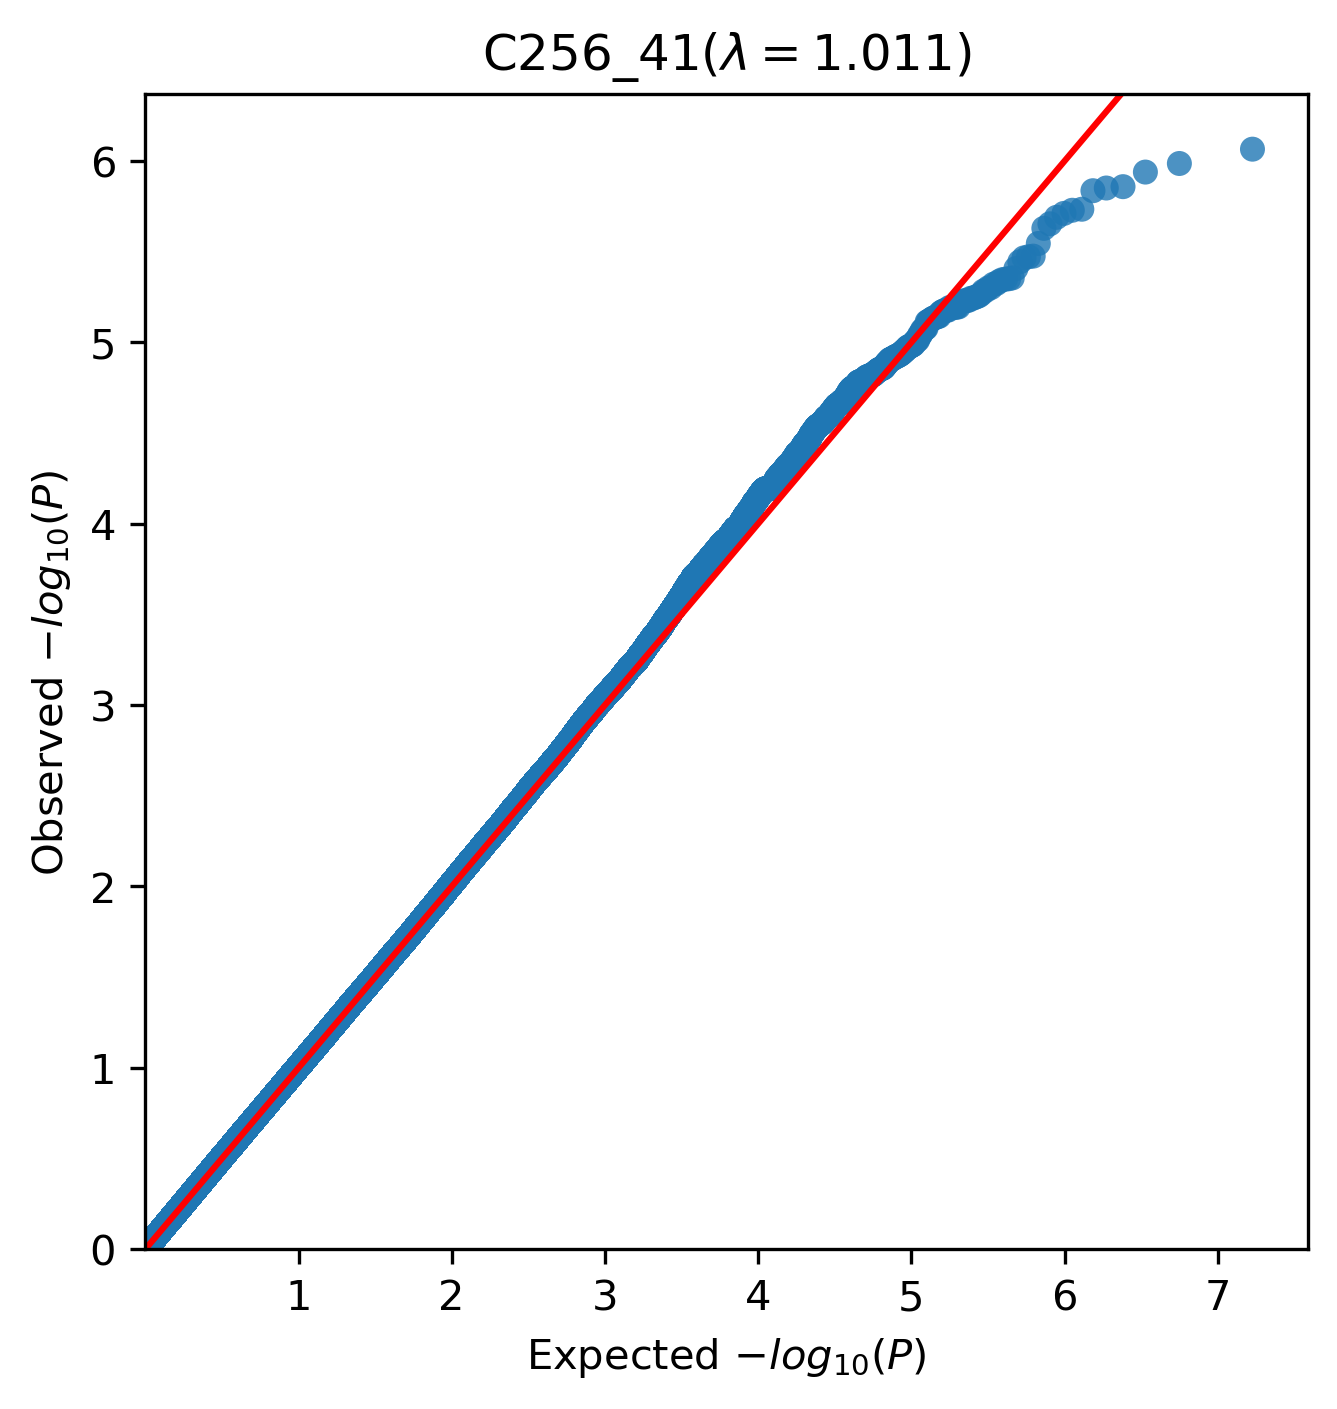 C256_41(λ = 1.011)
Observed −log₁₀(P)
6
5
4
3
2
1
0
1 2 3 4 5 6 7
Expected −log₁₀(P)